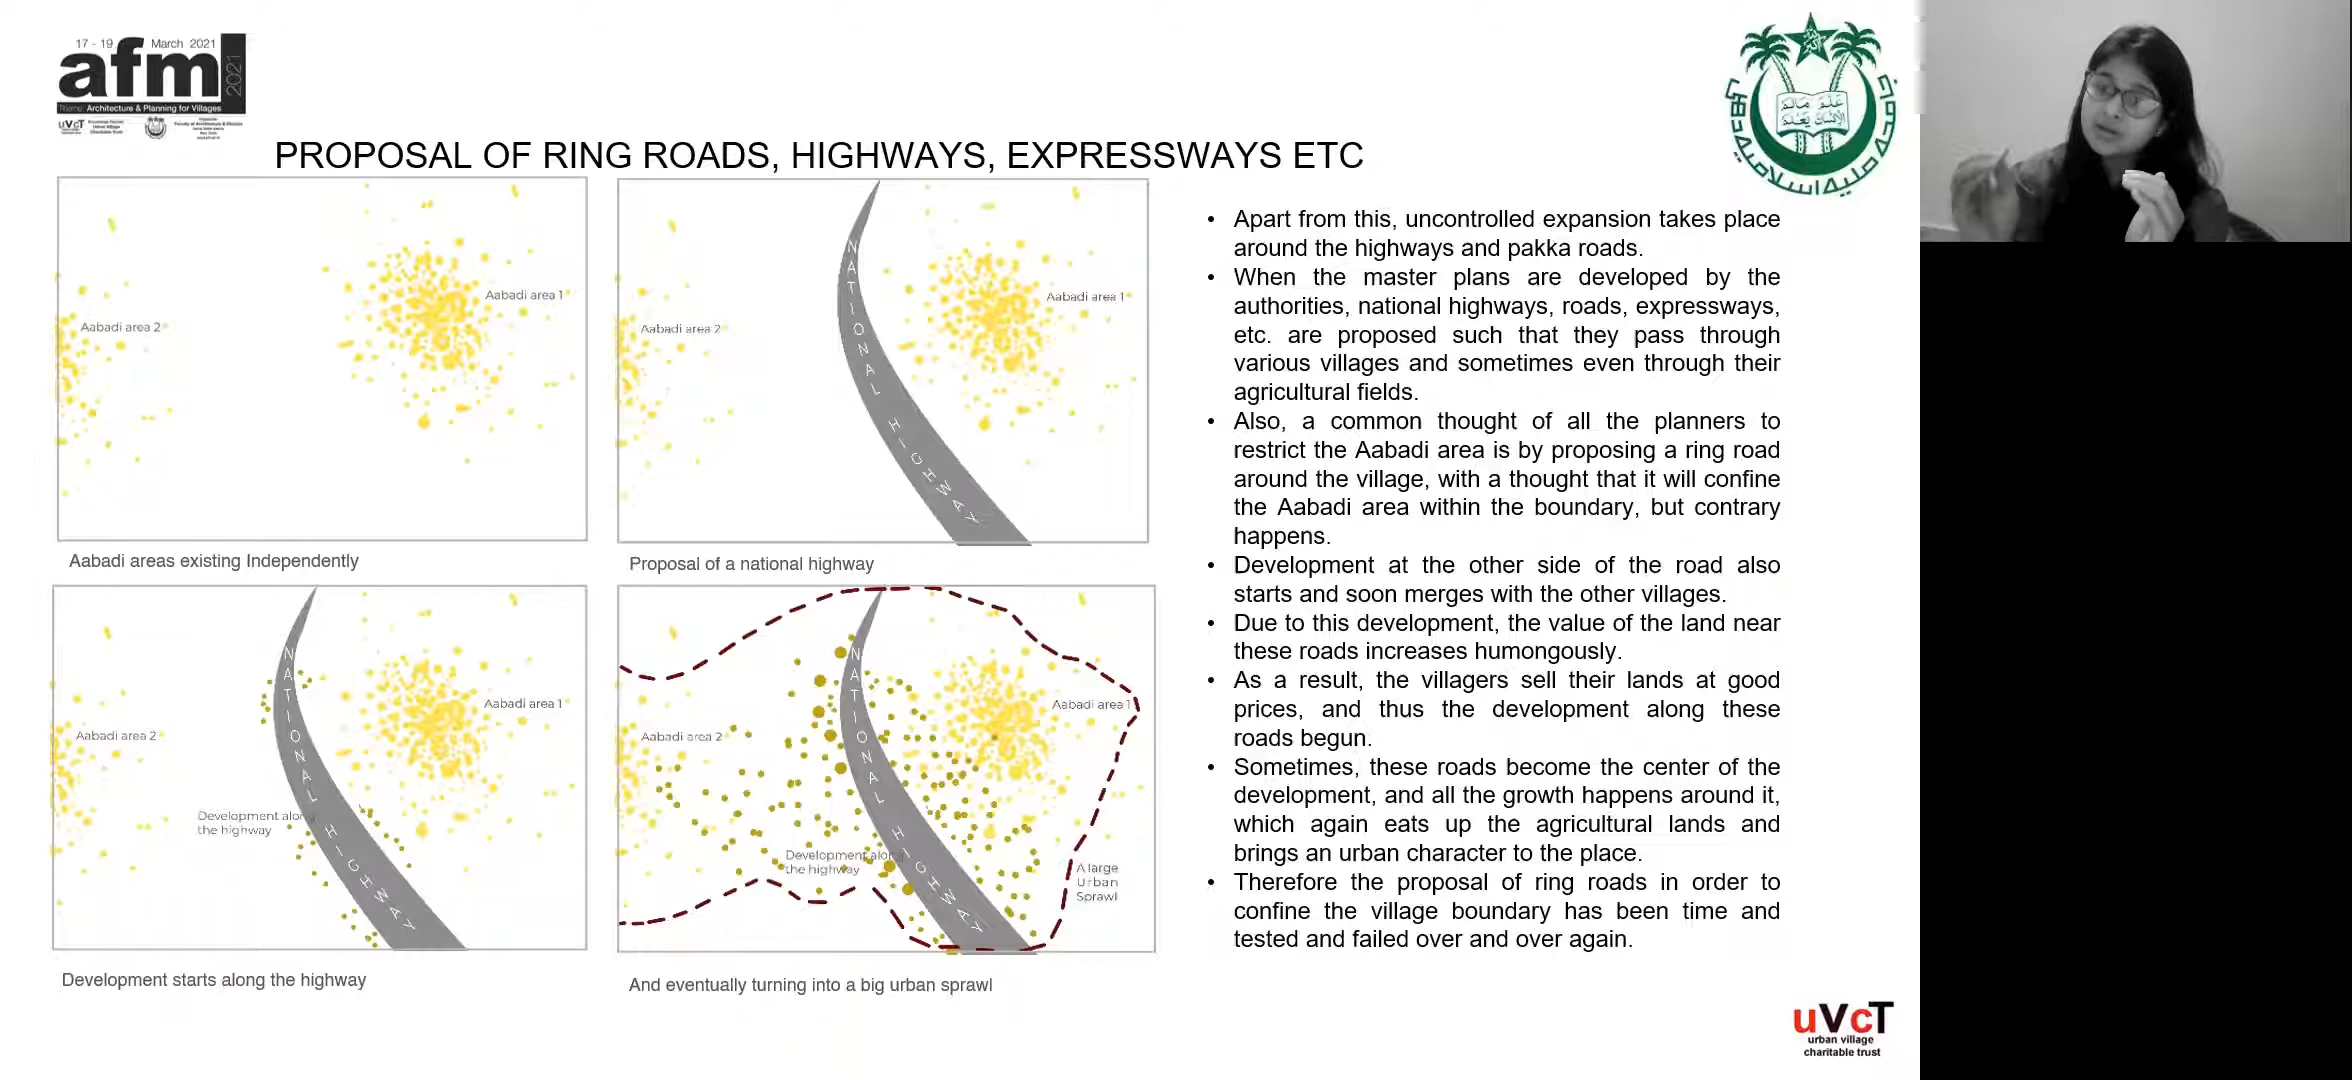 17 - 19 March 2021
afm
2021
Theme: Architecture & Planning for Villages
uVcT
PROPOSAL OF RING ROADS, HIGHWAYS, EXPRESSWAYS ETC
Aabadi area 1
Aabadi area 2
Aabadi areas existing Independently
Aabadi area 1
Aabadi area 2
NATIONAL HIGHWAY
Proposal of a national highway
Aabadi area 1
Aabadi area 2
NATIONAL HIGHWAY
Development along
the highway
Development starts along the highway
Aabadi area 1
Aabadi area 2
NATIONAL HIGHWAY
Development along
the highway
A large
Urban
Sprawl
And eventually turning into a big urban sprawl
• Apart from this, uncontrolled expansion takes place
around the highways and pakka roads.
• When the master plans are developed by the
authorities, national highways, roads, expressways,
etc. are proposed such that they pass through
various villages and sometimes even through their
agricultural fields.
• Also, a common thought of all the planners to
restrict the Aabadi area is by proposing a ring road
around the village, with a thought that it will confine
the Aabadi area within the boundary, but contrary
happens.
• Development at the other side of the road also
starts and soon merges with the other villages.
• Due to this development, the value of the land near
these roads increases humongously.
• As a result, the villagers sell their lands at good
prices, and thus the development along these
roads begun.
• Sometimes, these roads become the center of the
development, and all the growth happens around it,
which again eats up the agricultural lands and
brings an urban character to the place.
• Therefore the proposal of ring roads in order to
confine the village boundary has been time and
tested and failed over and over again.
علم مالم
الإنسان يعلم
جامعه مليه اسلاميه دهلی
uVcT
urban village
charitable trust